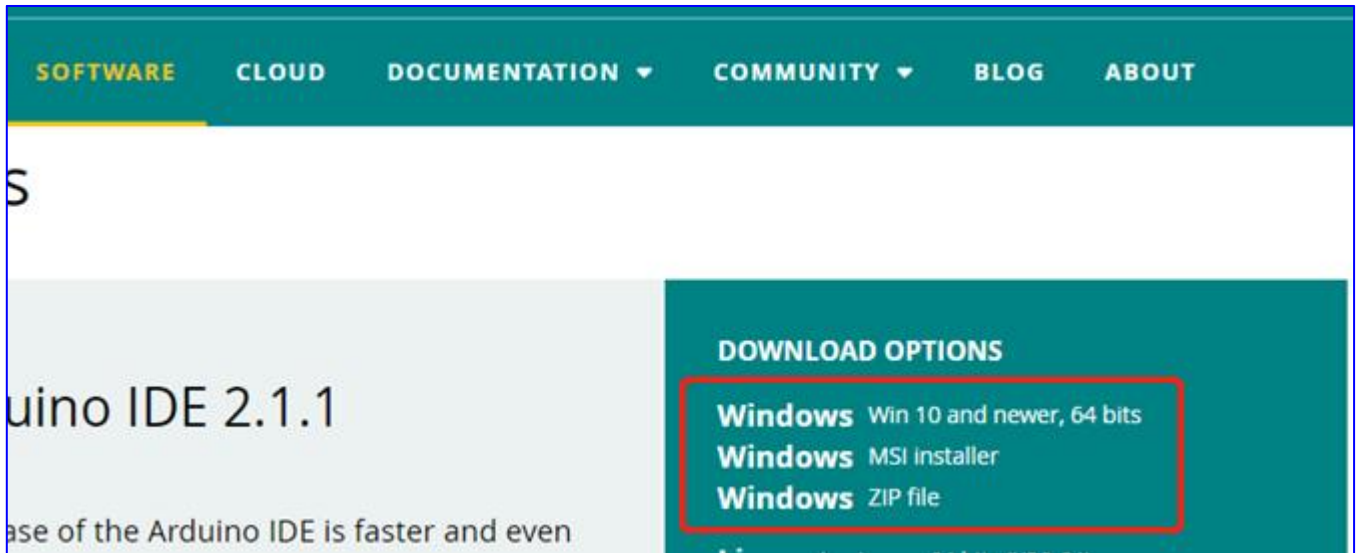 SOFTWARE CLOUD DOCUMENTATION COMMUNITY BLOG ABOUT
s
uino IDE 2.1.1
ase of the Arduino IDE is faster and even
DOWNLOAD OPTIONS
Windows Win 10 and newer, 64 bits
Windows MSI installer
Windows ZIP file